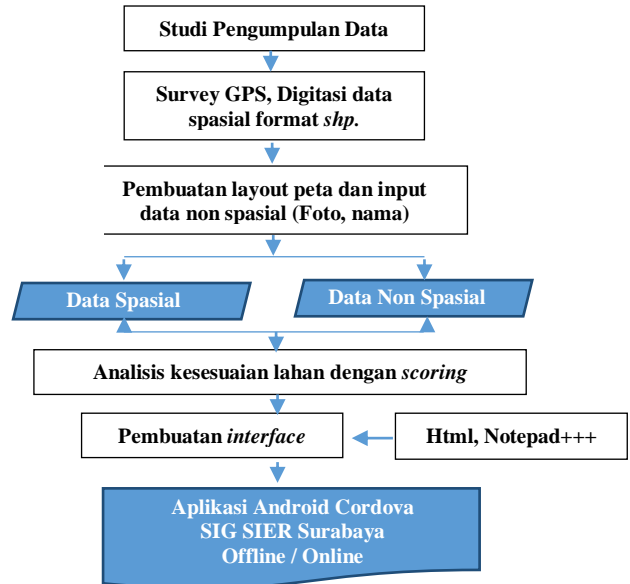 Studi Pengumpulan Data
Survey GPS, Digitasi data
spasial format shp.
Pembuatan layout peta dan input
data non spasial (Foto, nama)
Data Spasial
Data Non Spasial
Analisis kesesuaian lahan dengan scoring
Pembuatan interface
Html, Notepad+++
Aplikasi Android Cordova
SIG SIER Surabaya
Offline / Online